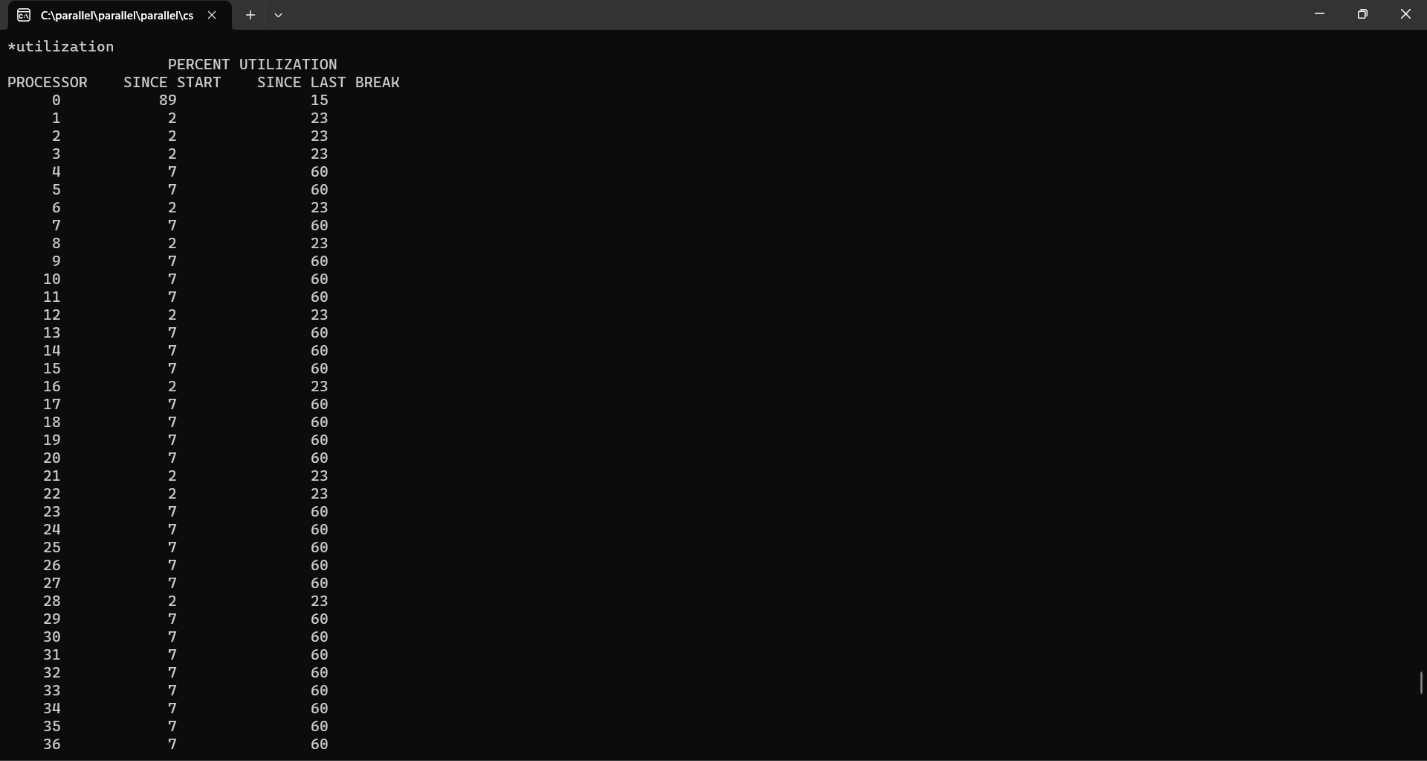 C:\parallel\parallel\parallel\cs
*utilization
PERCENT UTILIZATION
PROCESSOR SINCE START SINCE LAST BREAK
0 89 15
1 2 23
2 2 23
3 2 23
4 7 60
5 7 60
6 2 23
7 7 60
8 2 23
9 7 60
10 7 60
11 7 60
12 2 23
13 7 60
14 7 60
15 7 60
16 2 23
17 7 60
18 7 60
19 7 60
20 7 60
21 2 23
22 2 23
23 7 60
24 7 60
25 7 60
26 7 60
27 7 60
28 2 23
29 7 60
30 7 60
31 7 60
32 7 60
33 7 60
34 7 60
35 7 60
36 7 60